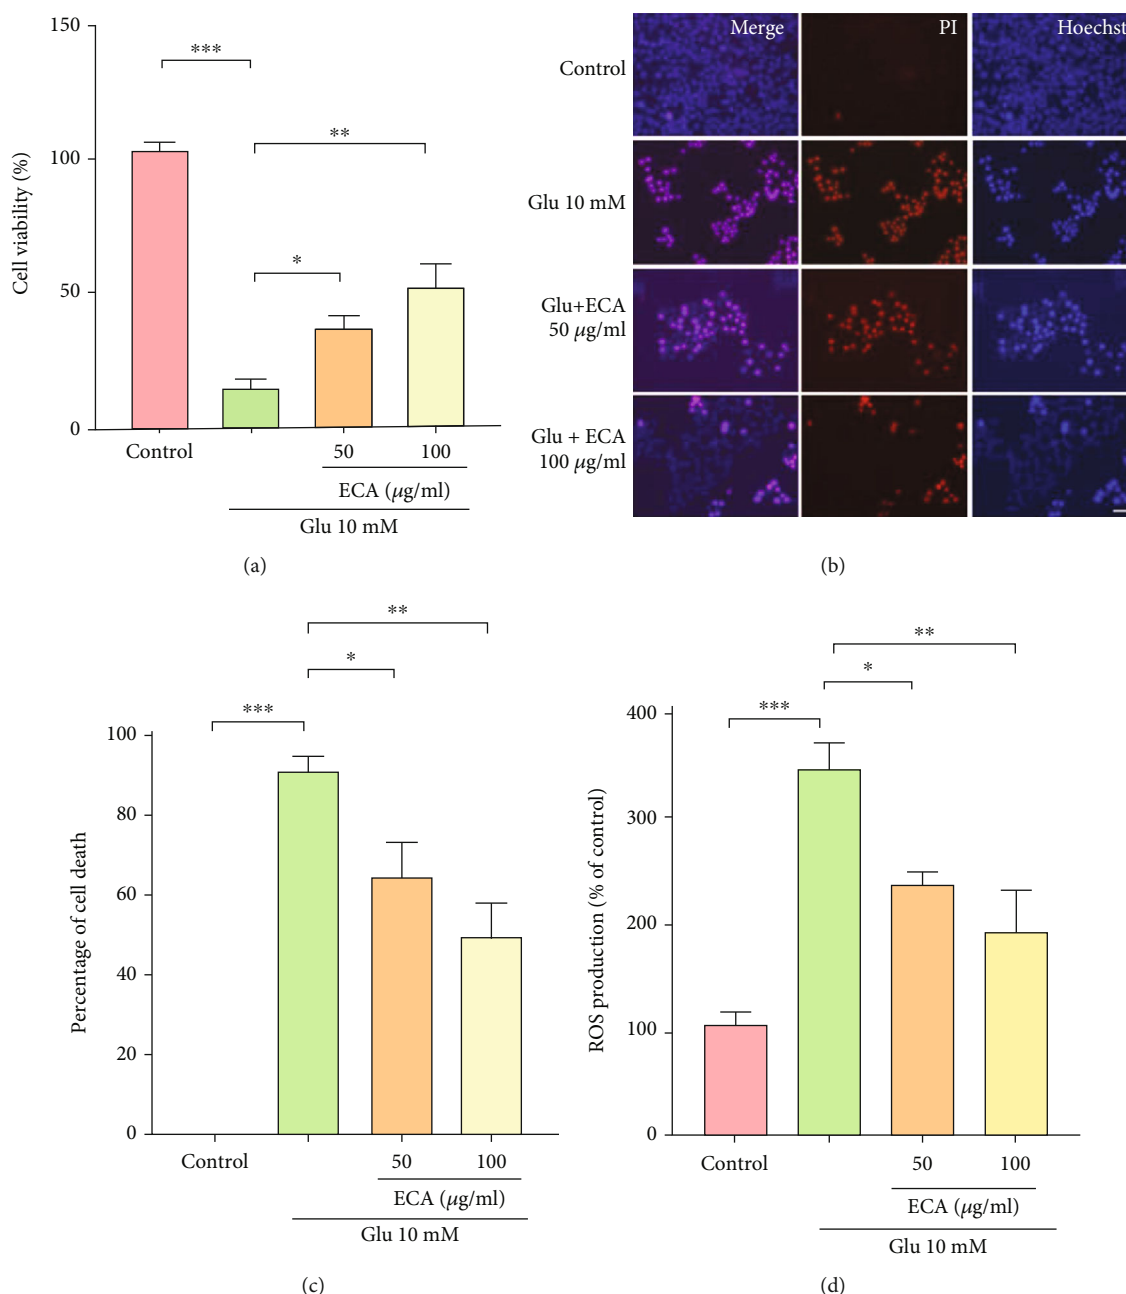 150
100
50
0
Cell viability (%)
***
**
*
Control
50
100
ECA (μg/ml)
Glu 10 mM
(a)
Merge
PI
Hoechst
Control
Glu 10 mM
Glu+ECA
50 μg/ml
Glu + ECA
100 μg/ml
(b)
**
*
***
100
80
60
40
20
0
Percentage of cell death
Control
50
100
ECA (μg/ml)
Glu 10 mM
(c)
**
*
***
400
300
200
100
0
ROS production (% of control)
Control
50
100
ECA (μg/ml)
Glu 10 mM
(d)